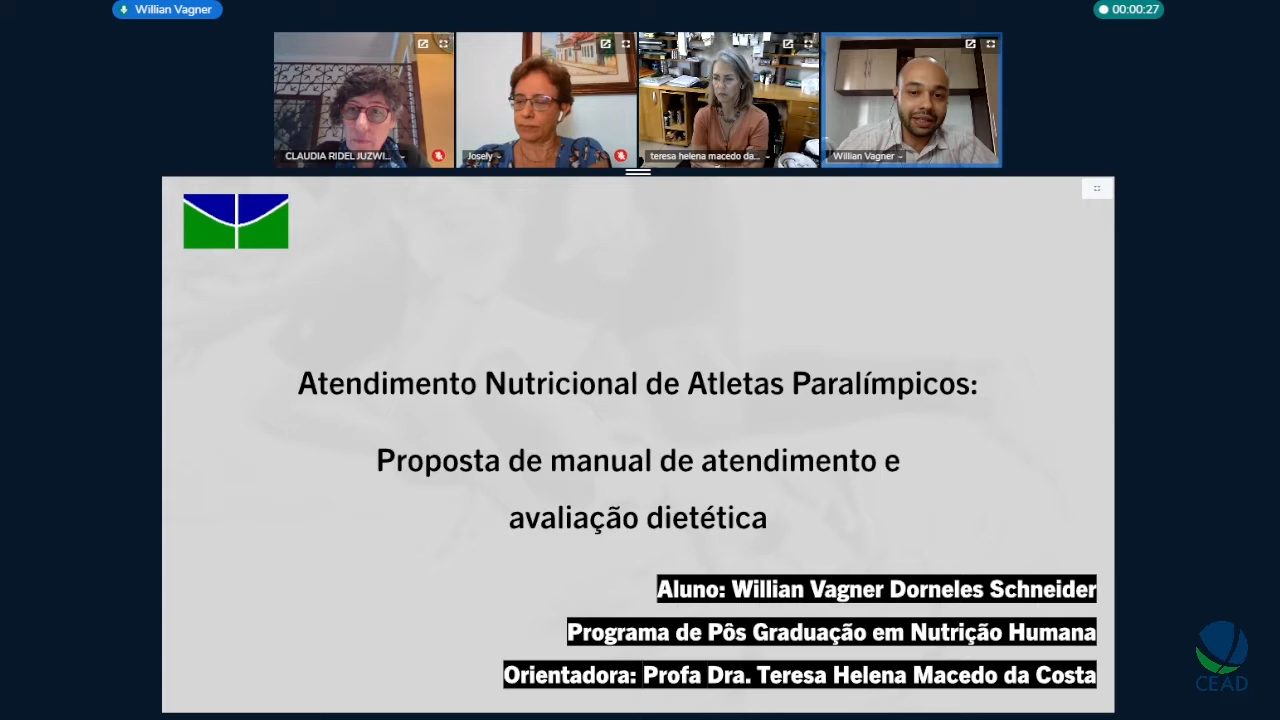 Willian Vagner
00:00:27
CLAUDIA RIDEL JUZWI...
Josely
teresa helena macedo da...
Willian Vagner
Atendimento Nutricional de Atletas Paralímpicos:
Proposta de manual de atendimento e
avaliação dietética
Aluno: Willian Vagner Dorneles Schneider
Programa de Pôs Graduação em Nutrição Humana
Orientadora: Profa Dra. Teresa Helena Macedo da Costa
CEAD